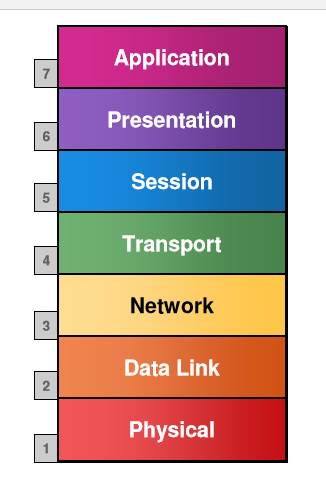 Application
7
Presentation
6
Session
5
Transport
4
Network
3
Data Link
2
Physical
1